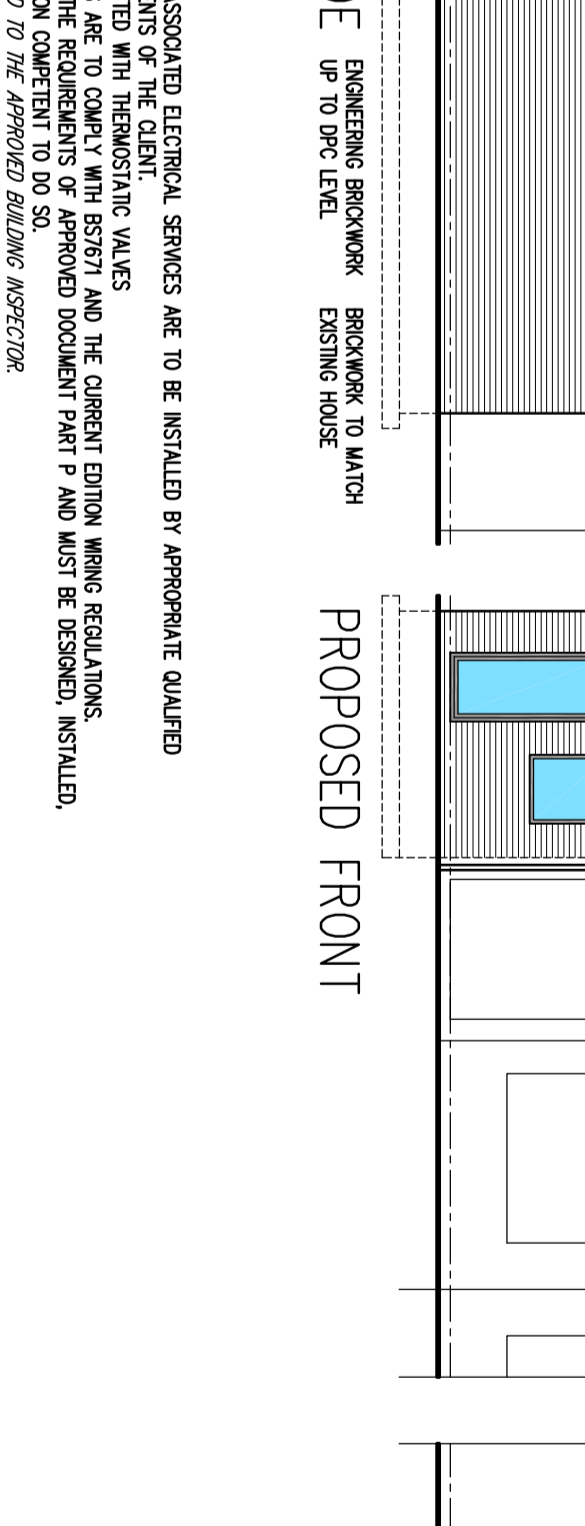 ENGINEERING BRICKWORK
UP TO DPC LEVEL
BRICKWORK TO MATCH
EXISTING HOUSE
PROPOSED FRONT
ASSOCIATED ELECTRICAL SERVICES ARE TO BE INSTALLED BY APPROPRIATE QUALIFIED
OF THE CLIENT.
WITH THERMOSTATIC VALVES
ARE TO COMPLY WITH BS7671 AND THE CURRENT EDITION WIRING REGULATIONS.
THE REQUIREMENTS OF APPROVED DOCUMENT PART P AND MUST BE DESIGNED, INSTALLED,
COMPETENT TO DO SO.
TO THE APPROVED BUILDING INSPECTOR.